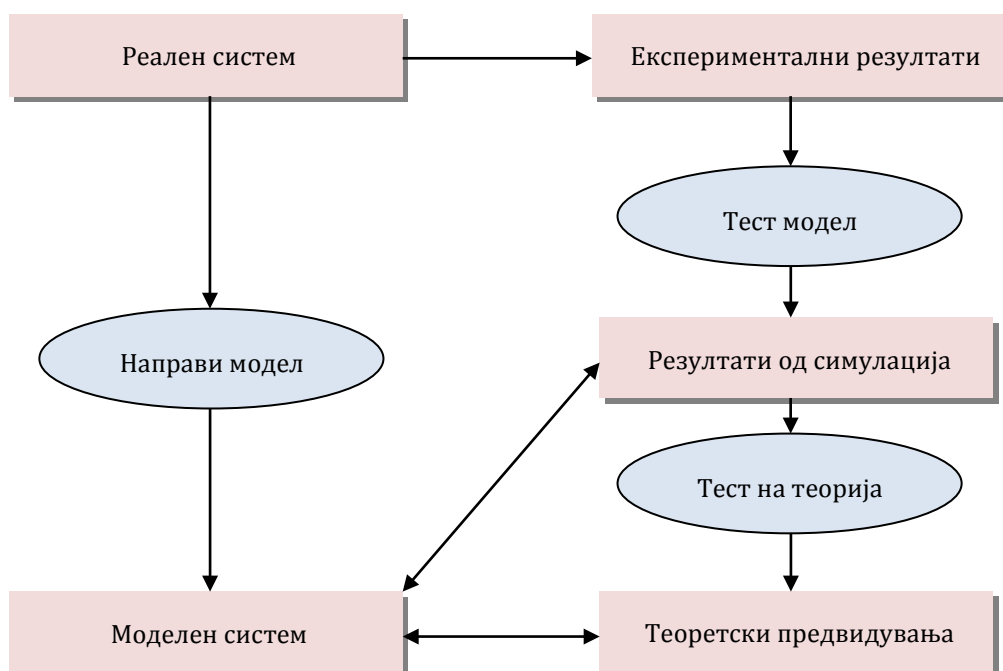 Реален систем
Експериментални резултати
Тест модел
Направи модел
Резултати од симулација
Тест на теорија
Моделен систем
Теоретски предвидувања